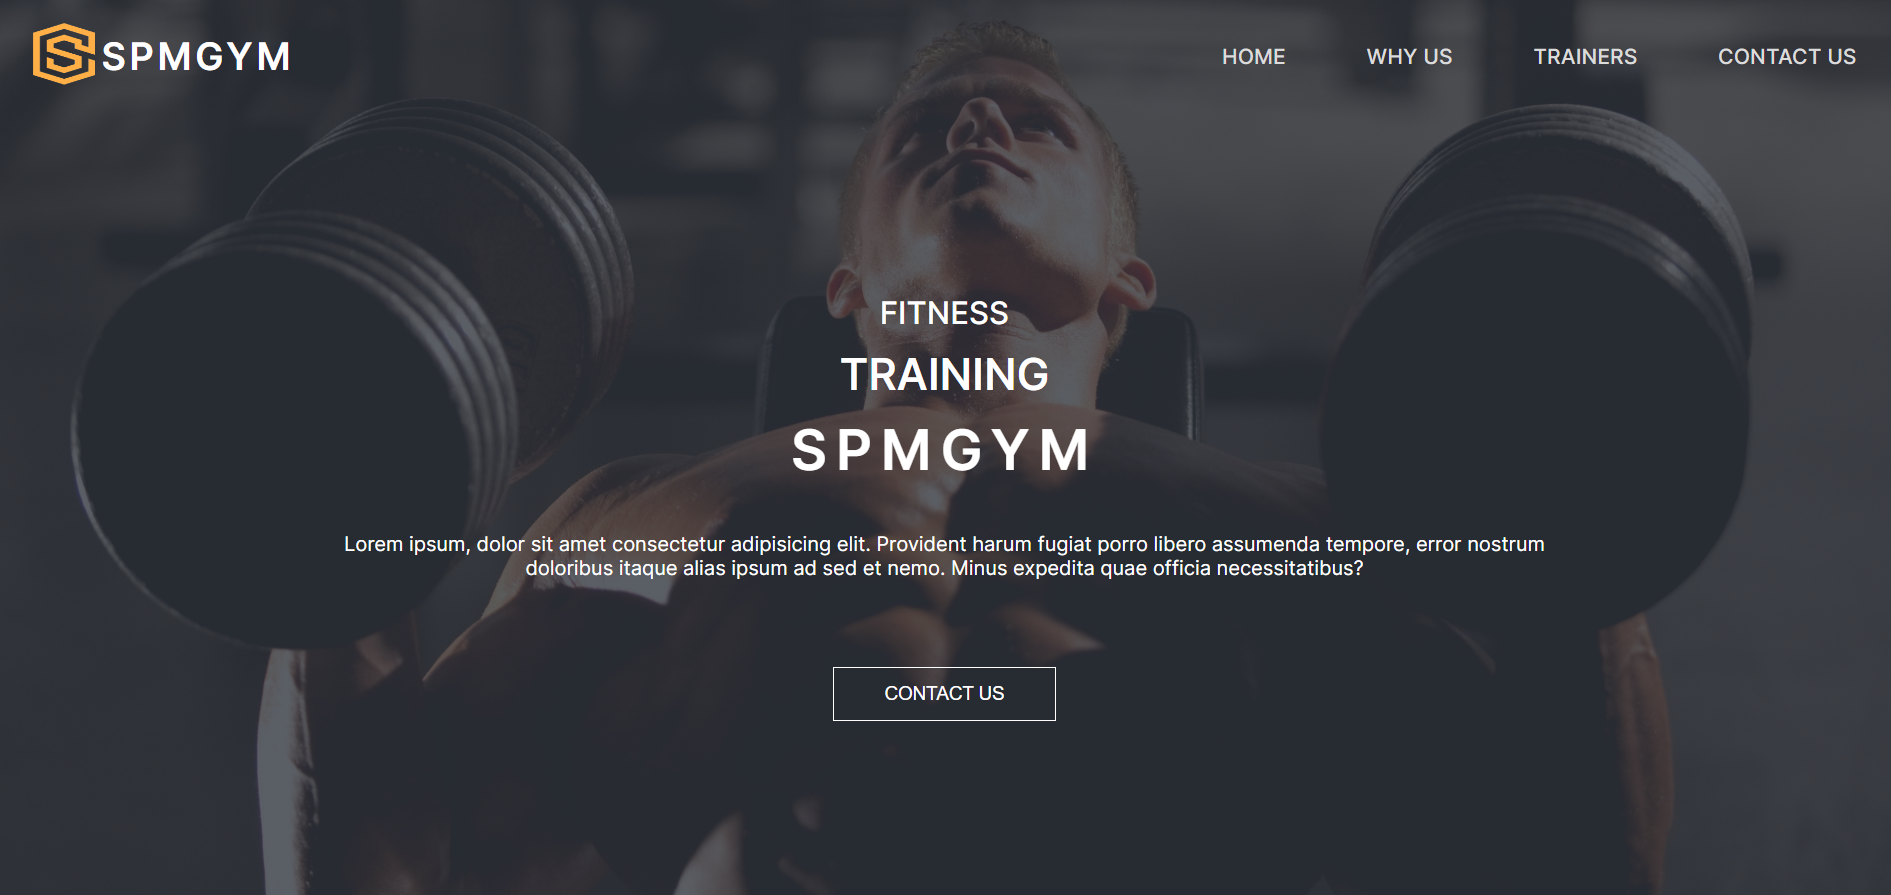 SPMGYM
HOME WHY US TRAINERS CONTACT US
FITNESS
TRAINING
SPMGYM
Lorem ipsum, dolor sit amet consectetur adipisicing elit. Provident harum fugiat porro libero assumenda tempore, error nostrum
doloribus itaque alias ipsum ad sed et nemo. Minus expedita quae officia necessitatibus?
CONTACT US